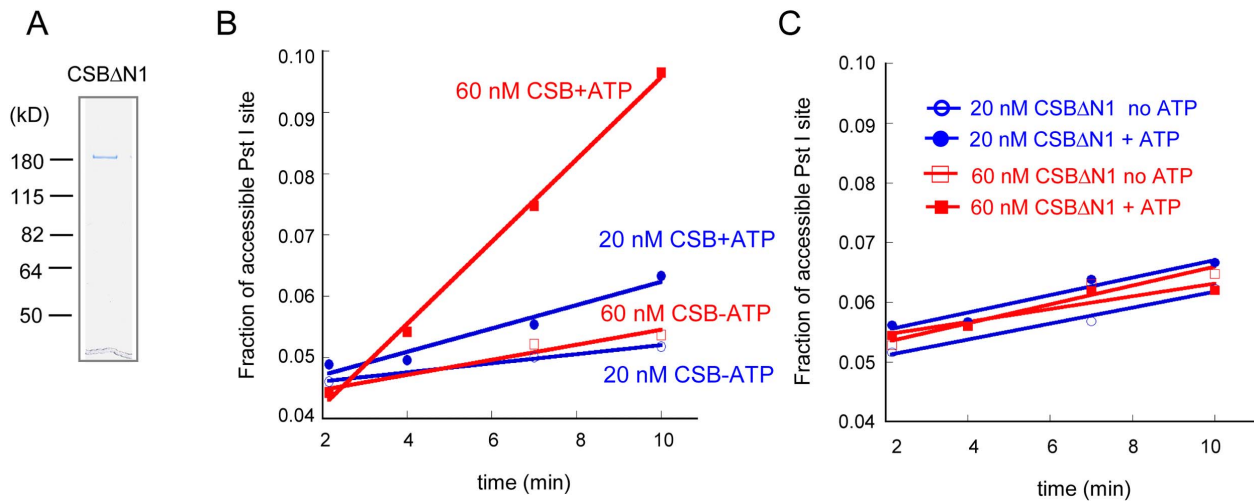 A
CSBΔN1
(kD)
180
115
82
64
50
B
0.10
0.09
0.08
0.07
0.06
0.05
0.04
2
4
6
8
10
Fraction of accessible Pst I site
time (min)
60 nM CSB+ATP
20 nM CSB+ATP
60 nM CSB-ATP
20 nM CSB-ATP
C
0.10
0.09
0.08
0.07
0.06
0.05
0.04
2
4
6
8
10
Fraction of accessible Pst I site
time (min)
20 nM CSBΔN1 no ATP
20 nM CSBΔN1 + ATP
60 nM CSBΔN1 no ATP
60 nM CSBΔN1 + ATP